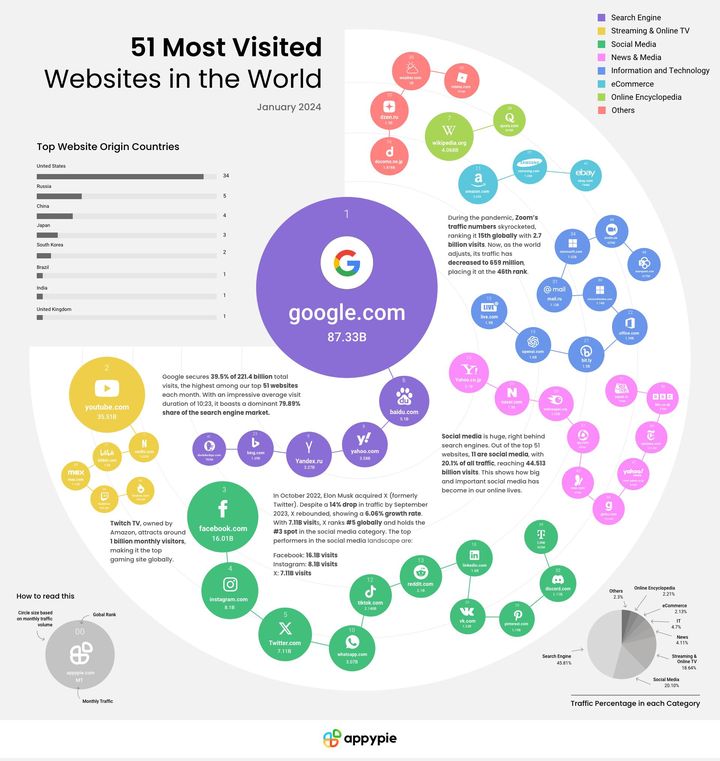 51 Most Visited
Websites in the World
January 2024
Search Engine
Streaming & Online TV
Social Media
News & Media
Information and Technology
eCommerce
Online Encyclopedia
Others
Top Website Origin Countries
United States
34
Russia
5
China
4
Japan
3
South Korea
2
Brazil
1
India
1
United Kingdom
1
dzen.ru
docomo.ne.jp
7
W
wikipedia.org
4.068B
Q
quora.com
a
amazon.com
samsung.com
ebay
ebay.com
During the pandemic, Zoom's
traffic numbers skyrocketed,
ranking it 15th globally with 2.7
billion visits. Now, as the world
adjusts, its traffic has
decreased to 659 million,
placing it at the 46th rank.
1
google.com
87.33B
@mail
mail.ru
LIVE
live.com
openai.com
bit.ly
office.com
2
youtube.com
35.51B
Google secures 39.5% of 221.4 billion total
visits, the highest among our top 51 websites
each month. With an impressive average visit
duration of 10:23, it boasts a dominant 79.89%
share of the search engine market.
baidu.com
5.1B
yahoo.com
Yandex.ru
bing.com
Y!
Yahoo.co.jp
N
naver.com
N
netflix.com
LaLa
max
max.com
twitch.tv
Twitch TV, owned by
Amazon, attracts around
1 billion monthly visitors,
making it the top
gaming site globally.
3
facebook.com
16.01B
In October 2022, Elon Musk acquired X (formerly
Twitter). Despite a 14% drop in traffic by September
2023, X rebounded, showing a 6.06% growth rate.
With 7.11B visits, X ranks #5 globally and holds the
#3 spot in the social media category. The top
performers in the social media landscape are:
Facebook: 16.1B visits
Instagram: 8.1B visits
X: 7.11B visits
Social media is huge, right behind
search engines. Out of the top 51
websites, 11 are social media, with
20.1% of all traffic, reaching 44.513
billion visits. This shows how big
and important social media has
become in our online lives.
BBC
yahoo!
4
instagram.com
8.1B
5
Twitter.com
7.11B
whatsapp.com
3.07B
12
tiktok.com
reddit.com
in
linkedin.com
vk.com
pinterest.com
discord.com
How to read this
Circle size based
on monthly traffic
volume
Gobal Rank
00
appypie.com
MT
Monthly Traffic
Others
2.3%
Online Encyclopedia
2.21%
eCommerce
2.13%
IT
4.7%
News
4.11%
Streaming &
Online TV
18.64%
Social Media
20.10%
Search Engine
45.81%
Traffic Percentage in each Category
appypie